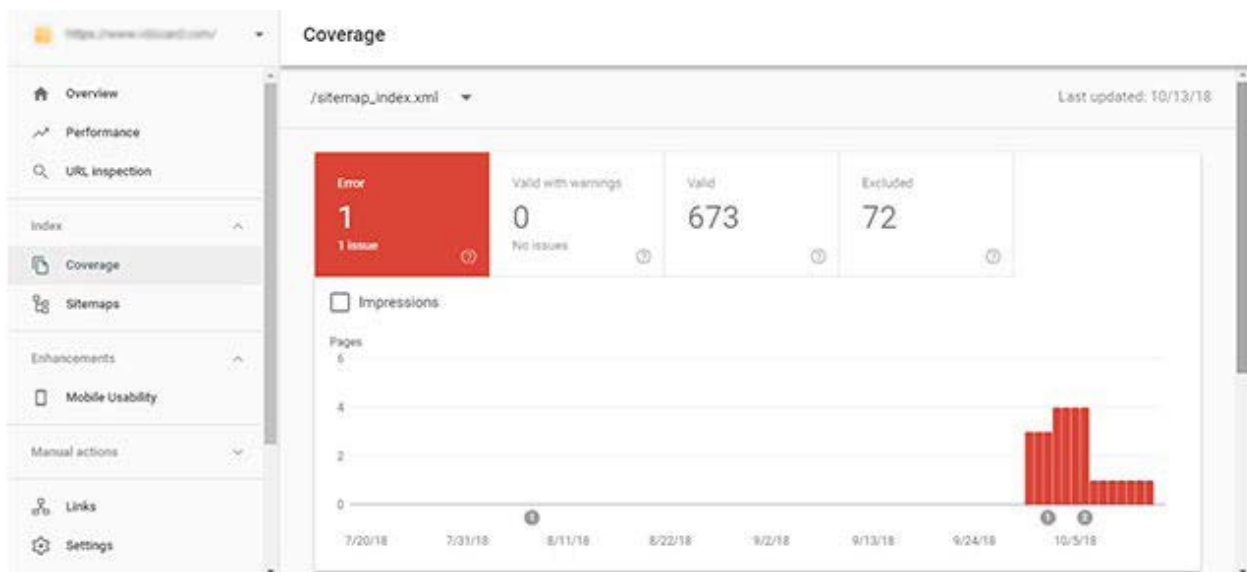 Coverage
Overview
Performance
URL inspection
Index
Coverage
Sitemaps
Enhancements
Mobile Usability
Manual actions
Links
Settings
/sitemap_index.xml
Last updated: 10/13/18
Error
1
1 issue
Valid with warnings
0
No issues
Valid
673
Excluded
72
Impressions
Pages
6
4
2
0
1 1 2
7/20/18 7/31/18 8/11/18 8/22/18 9/2/18 9/13/18 9/24/18 10/5/18